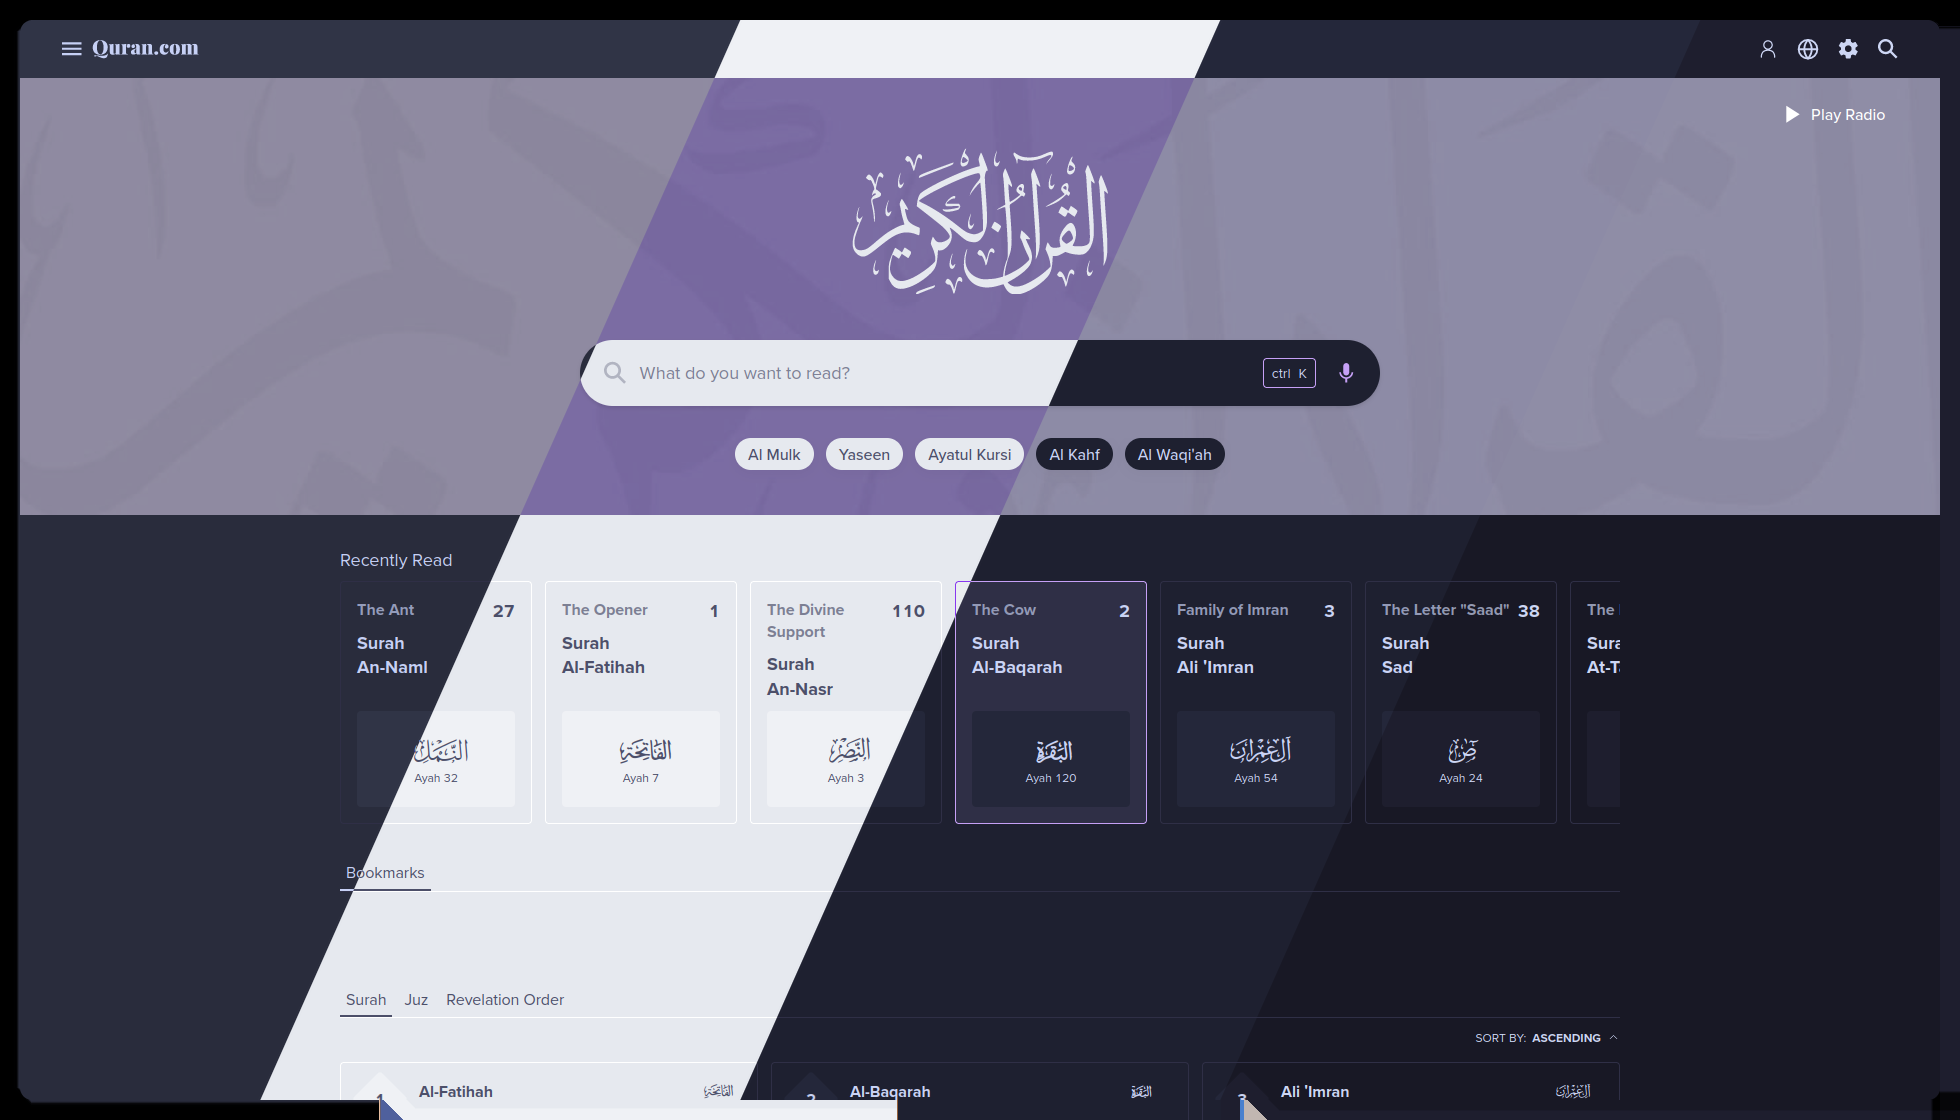 Quran.com
Play Radio
القرآن الكريم
What do you want to read?
ctrl K
Al Mulk
Yaseen
Ayatul Kursi
Al Kahf
Al Waqi'ah
Recently Read
The Ant 27
Surah
An-Naml
النمل
Ayah 32
The Opener 1
Surah
Al-Fatihah
الفاتحة
Ayah 7
The Divine 110
Support
Surah
An-Nasr
النصر
Ayah 3
The Cow 2
Surah
Al-Baqarah
البقرة
Ayah 120
Family of Imran 3
Surah
Ali 'Imran
آل عمران
Ayah 54
The Letter "Saad" 38
Surah
Sad
ص
Ayah 24
The
Bookmarks
Surah Juz Revelation Order
SORT BY: ASCENDING
1 Al-Fatihah الفاتحة
2 Al-Baqarah البقرة
3 Ali 'Imran آل عمران